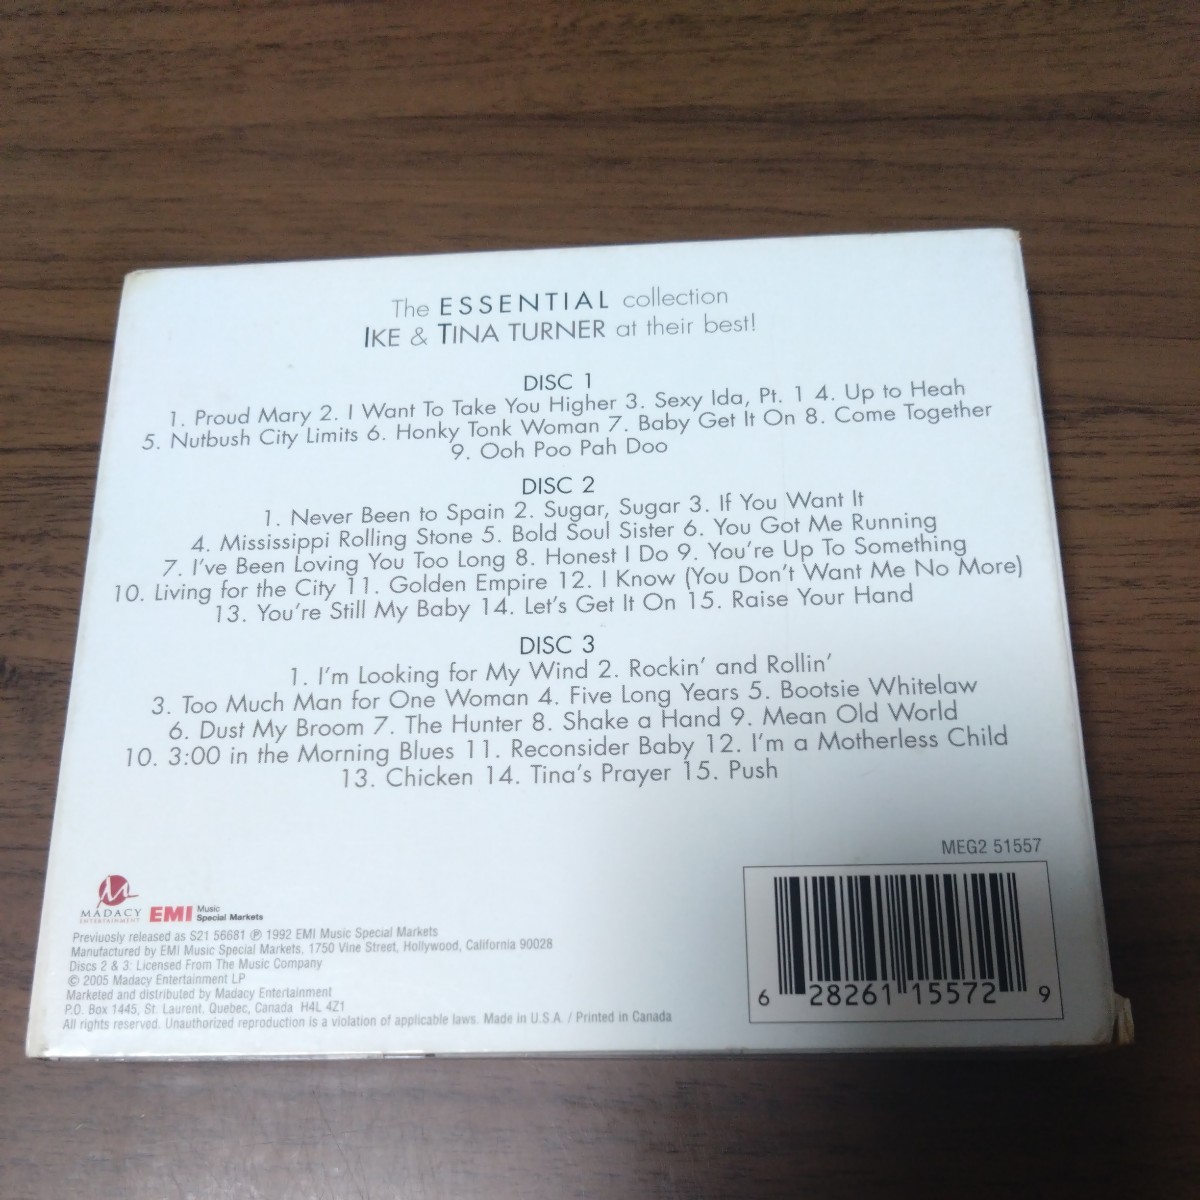 The ESSENTIAL collection
IKE & TINA TURNER at their best!
DISC 1
1. Proud Mary 2. I Want To Take You Higher 3. Sexy Ida, Pt. 1 4. Up to Heah
5. Nutbush City Limits 6. Honky Tonk Woman 7. Baby Get It On 8. Come Together
9. Ooh Poo Pah Doo
DISC 2
1. Never Been to Spain 2. Sugar, Sugar 3. If You Want It
4. Mississippi Rolling Stone 5. Bold Soul Sister 6. You Got Me Running
7. I've Been Loving You Too Long 8. Honest I Do 9. You're Up To Something
10. Living for the City 11. Golden Empire 12. I Know (You Don't Want Me No More)
13. You're Still My Baby 14. Let's Get It On 15. Raise Your Hand
DISC 3
1. I'm Looking for My Wind 2. Rockin' and Rollin'
3. Too Much Man for One Woman 4. Five Long Years 5. Bootsie Whitelaw
6. Dust My Broom 7. The Hunter 8. Shake a Hand 9. Mean Old World
10. 3:00 in the Morning Blues 11. Reconsider Baby 12. I'm a Motherless Child
13. Chicken 14. Tina's Prayer 15. Push
MEG2 51557
MADACY
ENTERTAINMENT
EMI Music
Special Markets
Previuosly released as S21 56681 ℗ 1992 EMI Music Special Markets
Manufactured by EMI Music Special Markets, 1750 Vine Street, Hollywood, California 90028
Discs 2 & 3: Licensed From The Music Company
© 2005 Madacy Entertainment LP
Marketed and distributed by Madacy Entertainment
P.O. Box 1445, St. Laurent, Quebec, Canada H4L 4Z1
All rights reserved. Unauthorized reproduction is a violation of applicable laws. Made in U.S.A. / Printed in Canada
6 28261 15572 9